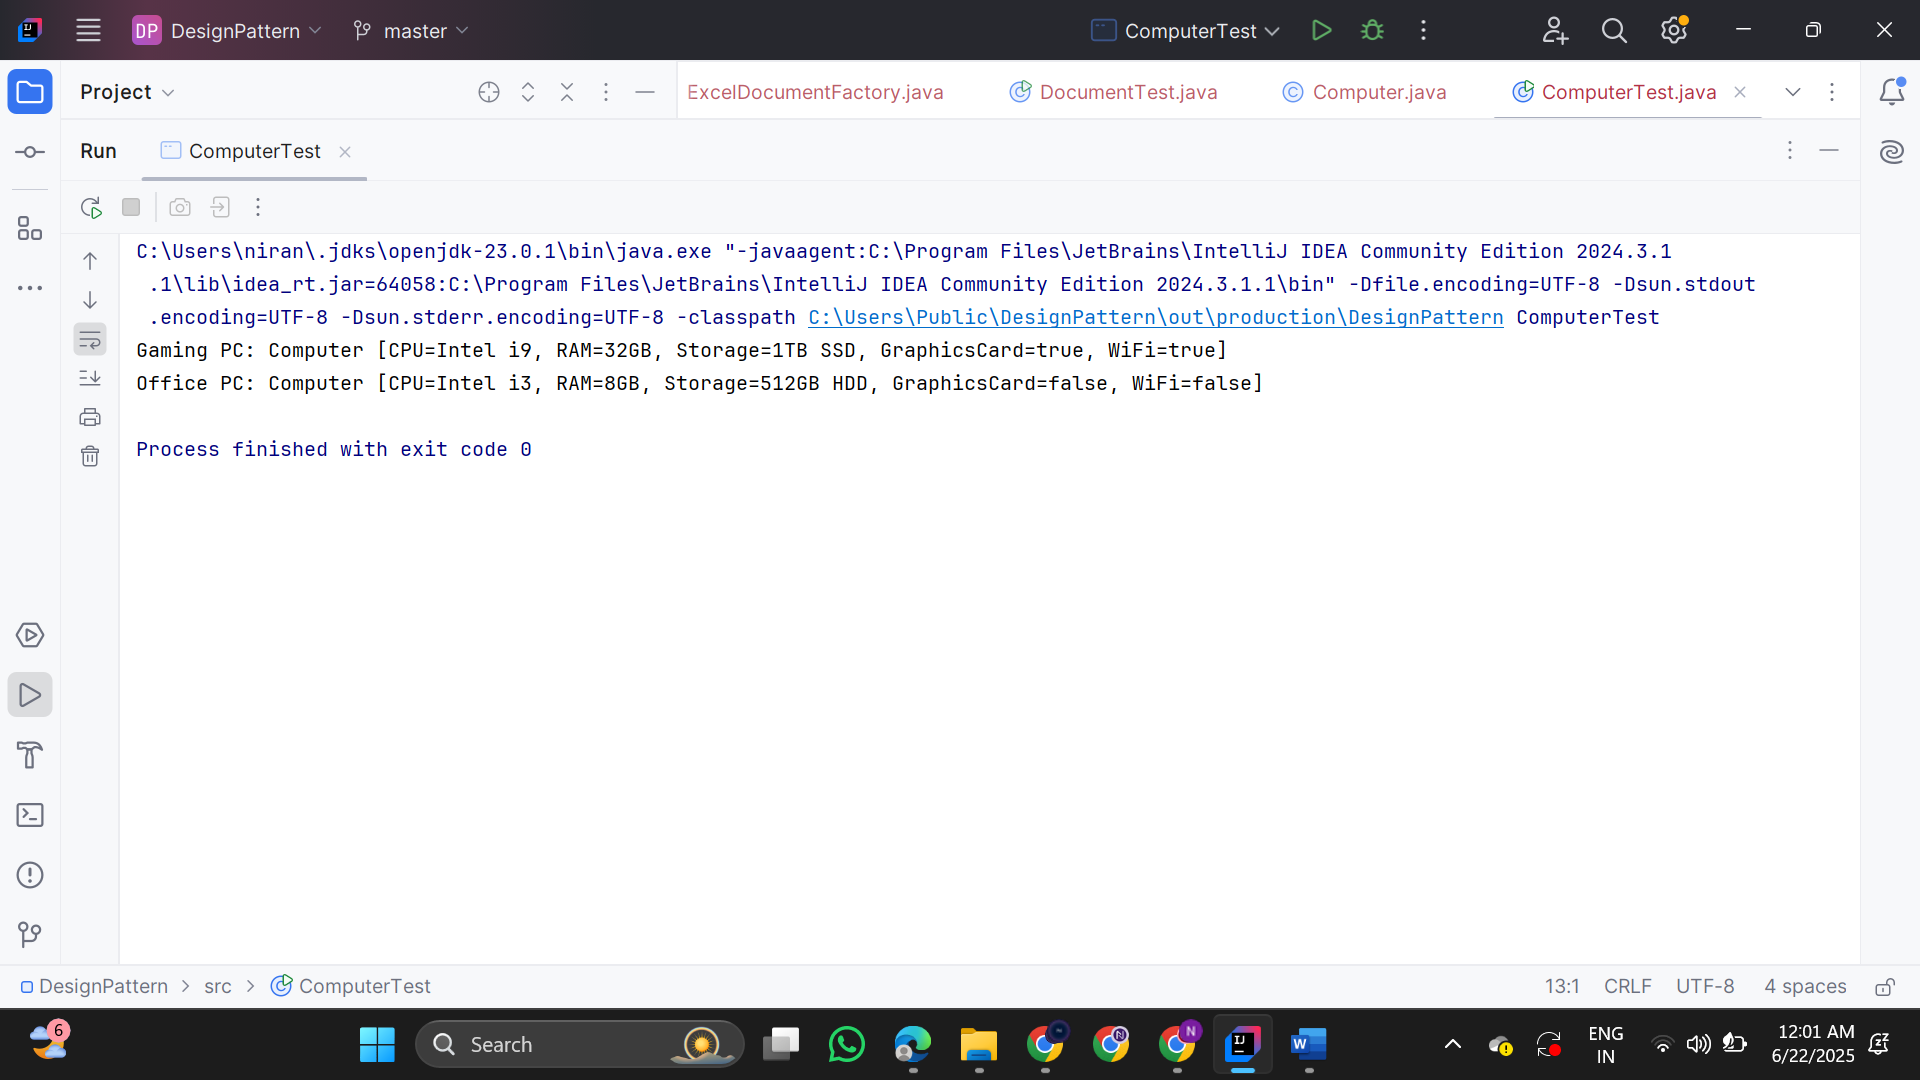 DP DesignPattern master ComputerTest
Project ExcelDocumentFactory.java DocumentTest.java Computer.java ComputerTest.java
Run ComputerTest
C:\Users\niran\.jdks\openjdk-23.0.1\bin\java.exe "-javaagent:C:\Program Files\JetBrains\IntelliJ IDEA Community Edition 2024.3.1
.1\lib\idea_rt.jar=64058:C:\Program Files\JetBrains\IntelliJ IDEA Community Edition 2024.3.1.1\bin" -Dfile.encoding=UTF-8 -Dsun.stdout
.encoding=UTF-8 -Dsun.stderr.encoding=UTF-8 -classpath C:\Users\Public\DesignPattern\out\production\DesignPattern ComputerTest
Gaming PC: Computer [CPU=Intel i9, RAM=32GB, Storage=1TB SSD, GraphicsCard=true, WiFi=true]
Office PC: Computer [CPU=Intel i3, RAM=8GB, Storage=512GB HDD, GraphicsCard=false, WiFi=false]
Process finished with exit code 0
DesignPattern > src > ComputerTest 13:1 CRLF UTF-8 4 spaces
6 Search ENG 12:01 AM
IN 6/22/2025